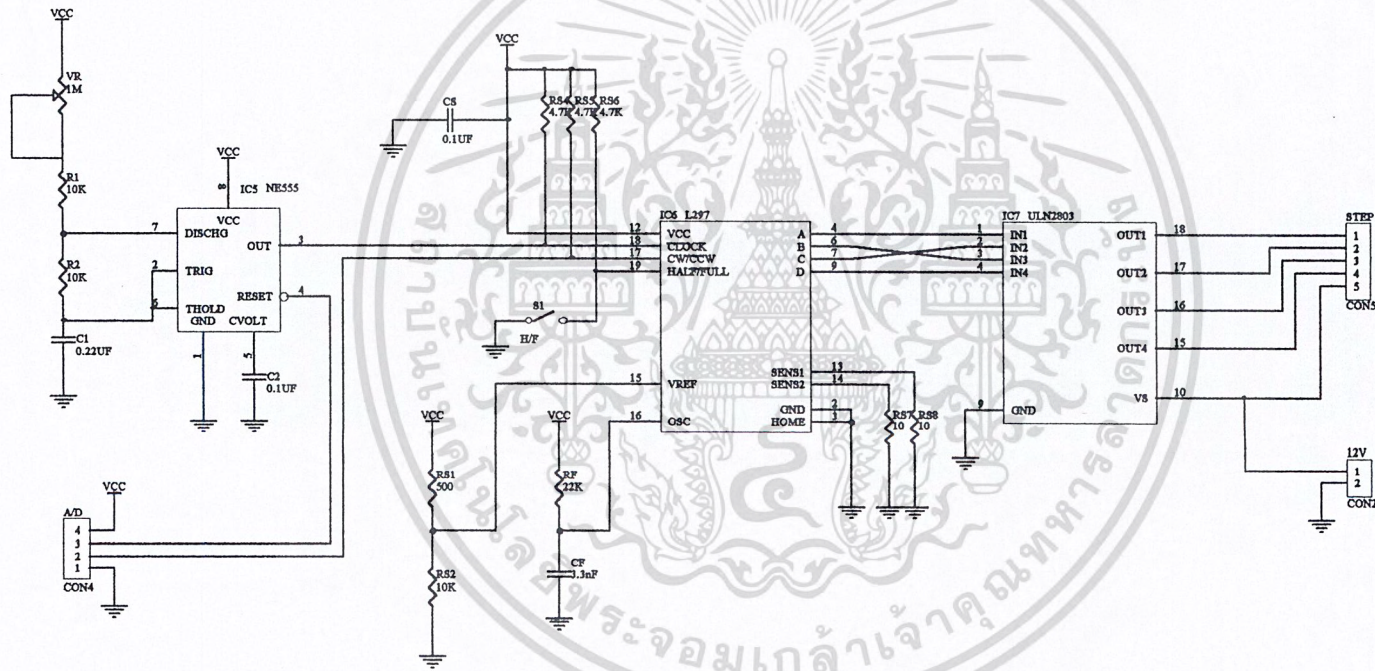 VCC
VR
1M
R1
10K
R2
10K
C1
0.22UF
VCC
8
IC5 NE555
VCC
7
DISCHG
OUT
3
2
TRIG
RESET
4
6
THOLD
GND
CVOLT
1
5
C2
0.1UF
VCC
A/D
4
3
2
1
CON4
VCC
CS
0.1UF
RS4
4.7K
RS5
4.7K
RS6
4.7K
S1
H/F
VCC
RS1
500
RS2
10K
VCC
RF
22K
CF
3.3nF
IC6 L297
12
VCC
18
CLOCK
17
CW/CCW
19
HALF/FULL
15
VREF
16
OSC
A
4
B
6
C
7
D
9
SENS1
13
SENS2
14
GND
2
HOME
3
RS7
10
RS8
10
IC7 ULN2803
1
IN1
2
IN2
3
IN3
4
IN4
9
GND
OUT1
18
OUT2
17
OUT3
16
OUT4
15
VS
10
STEP
1
2
3
4
5
CON5
12V
1
2
CON2